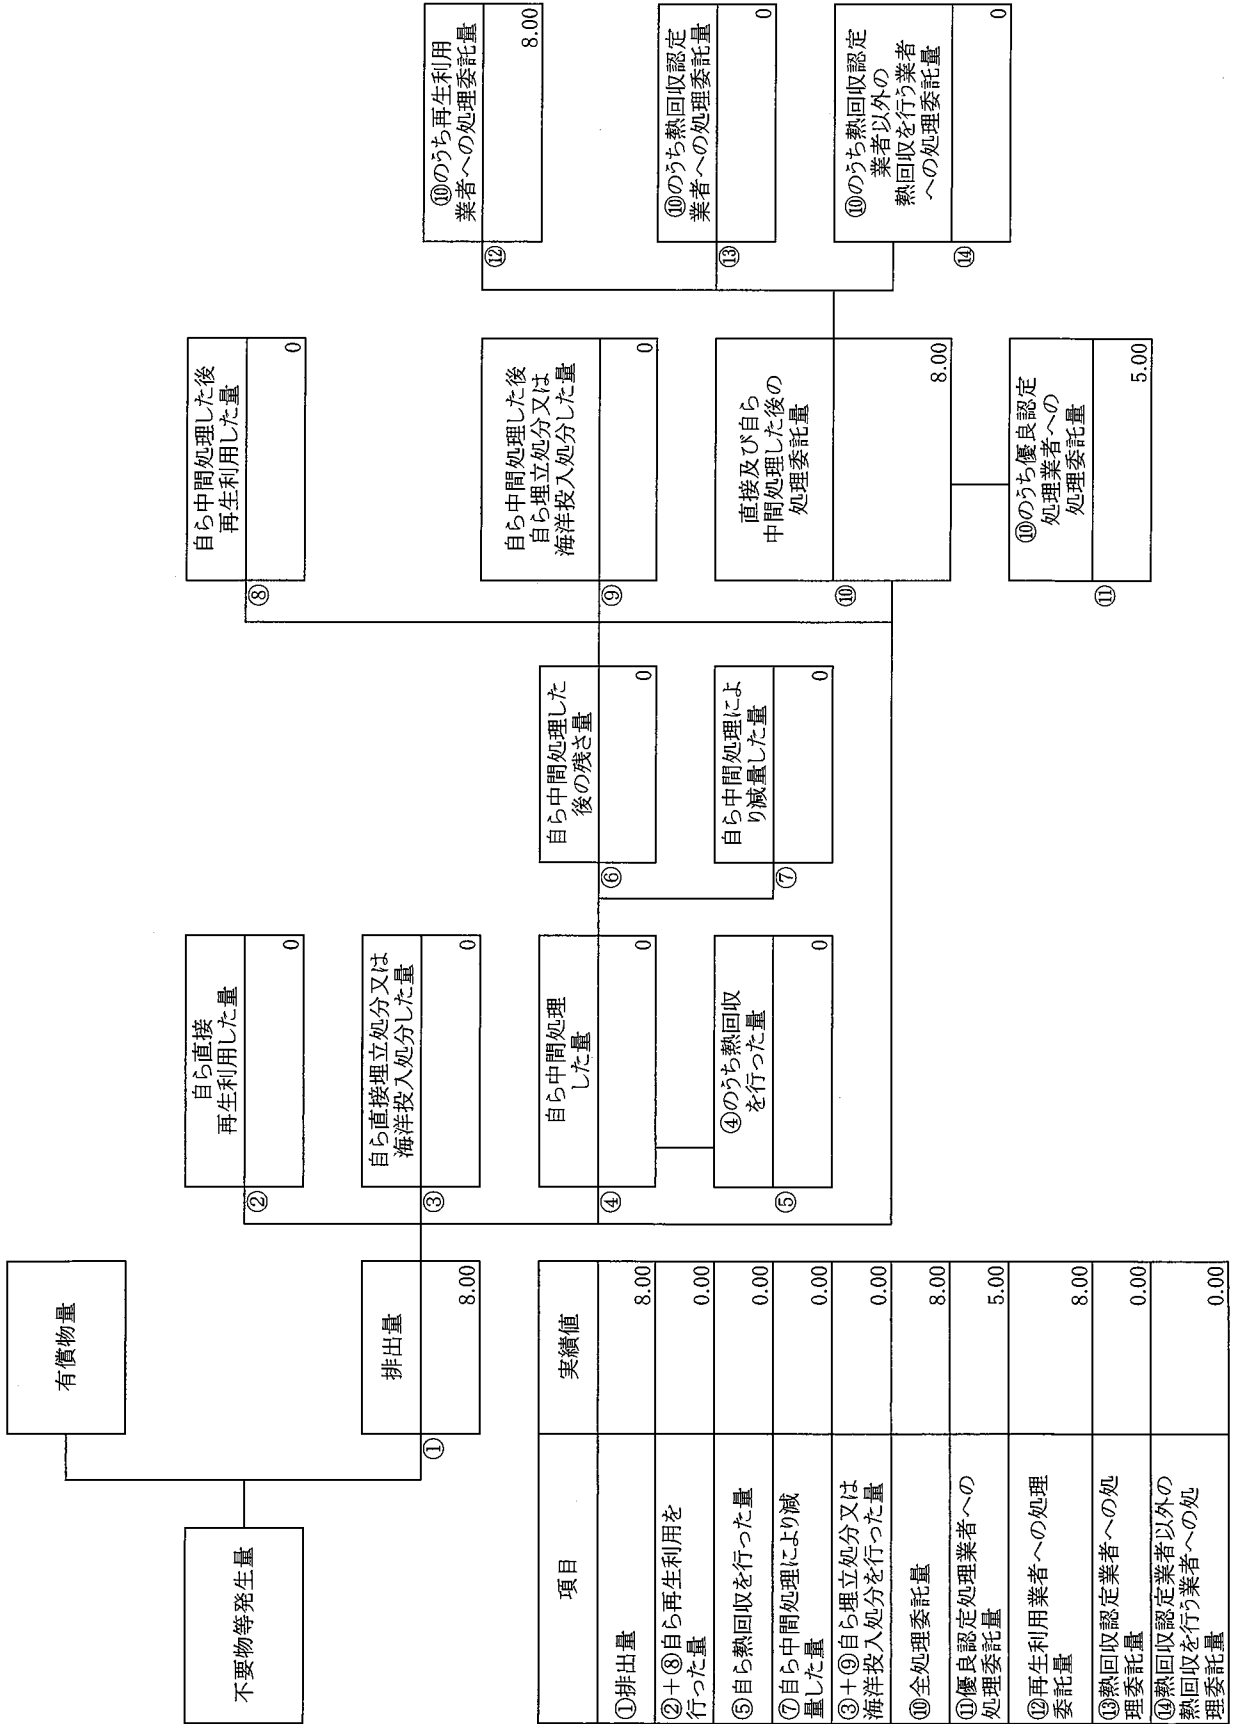 不要物等発生量
有償物量
排出量
①
8.00
自ら直接
再生利用した量
②
0
自ら直接埋立処分又は
海洋投入処分した量
③
0
自ら中間処理
した量
④
0
④のうち熱回収
を行った量
⑤
0
自ら中間処理した
後の残さ量
⑥
0
自ら中間処理によ
り減量した量
⑦
0
自ら中間処理した後
再生利用した量
⑧
0
自ら中間処理した後
自ら埋立処分又は
海洋投入処分した量
⑨
0
直接及び自ら
中間処理した後の
処理委託量
⑩
8.00
⑩のうち優良認定
処理業者への
処理委託量
⑪
5.00
⑩のうち再生利用
業者への処理委託量
⑫
8.00
⑩のうち熱回収認定
業者への処理委託量
⑬
0
⑩のうち熱回収認定
業者以外の
熱回収を行う業者
への処理委託量
⑭
0
項目 実績値
①排出量 8.00
②+⑧自ら再生利用を
行った量 0.00
⑤自ら熱回収を行った量 0.00
⑦自ら中間処理により減
量した量 0.00
③+⑨自ら埋立処分又は
海洋投入処分を行った量 0.00
⑩全処理委託量 8.00
⑪優良認定処理業者への
処理委託量 5.00
⑫再生利用業者への処理
委託量 8.00
⑬熱回収認定業者への処
理委託量 0.00
⑭熱回収認定業者以外の
熱回収を行う業者への処
理委託量 0.00